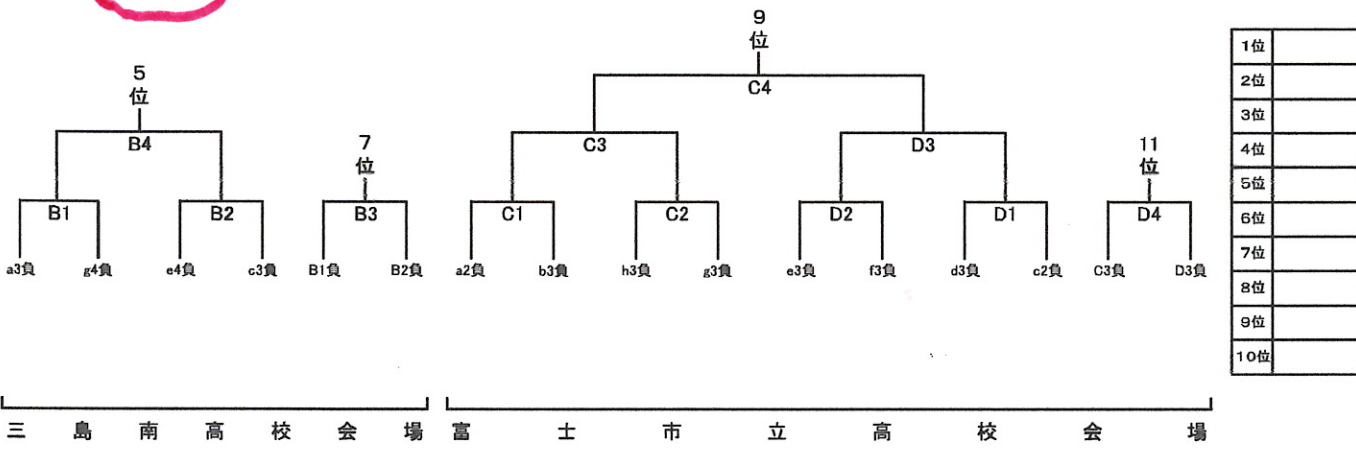 9位
5位
7位
11位
C4
B4
C3
D3
B1
B2
B3
C1
C2
D2
D1
D4
a3負 g4負 e4負 c3負 B1負 B2負 a2負 b3負 h3負 g3負 e3負 f3負 d3負 c2負 C3負 D3負
1位
2位
3位
4位
5位
6位
7位
8位
9位
10位
三島南高校会場
富士市立高校会場